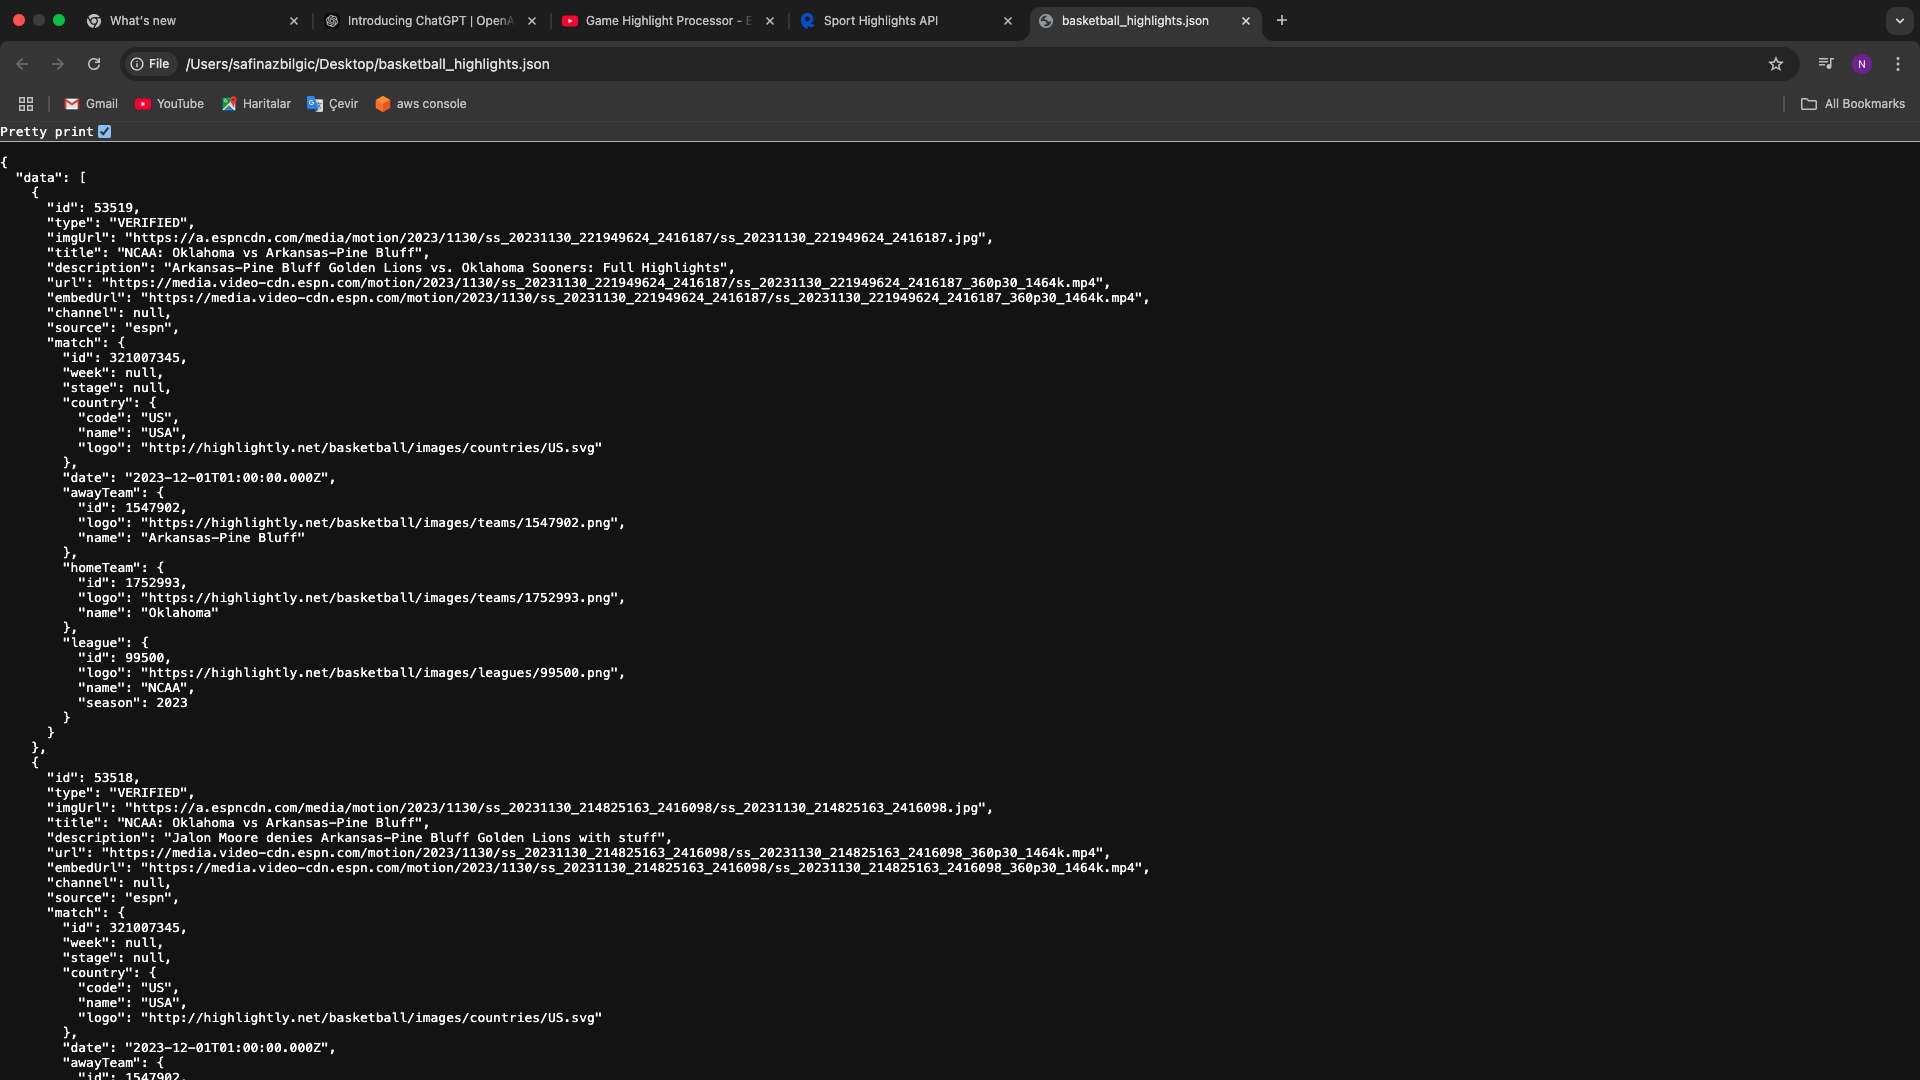 What's new
Introducing ChatGPT | OpenA
Game Highlight Processor - E
Sport Highlights API
basketball_highlights.json
File
/Users/safinazbilgic/Desktop/basketball_highlights.json
N
Gmail
YouTube
Haritalar
Çevir
aws console
All Bookmarks
Pretty print
{
  "data": [
    {
      "id": 53519,
      "type": "VERIFIED",
      "imgUrl": "https://a.espncdn.com/media/motion/2023/1130/ss_20231130_221949624_2416187/ss_20231130_221949624_2416187.jpg",
      "title": "NCAA: Oklahoma vs Arkansas-Pine Bluff",
      "description": "Arkansas-Pine Bluff Golden Lions vs. Oklahoma Sooners: Full Highlights",
      "url": "https://media.video-cdn.espn.com/motion/2023/1130/ss_20231130_221949624_2416187/ss_20231130_221949624_2416187_360p30_1464k.mp4",
      "embedUrl": "https://media.video-cdn.espn.com/motion/2023/1130/ss_20231130_221949624_2416187/ss_20231130_221949624_2416187_360p30_1464k.mp4",
      "channel": null,
      "source": "espn",
      "match": {
        "id": 321007345,
        "week": null,
        "stage": null,
        "country": {
          "code": "US",
          "name": "USA",
          "logo": "http://highlightly.net/basketball/images/countries/US.svg"
        },
        "date": "2023-12-01T01:00:00.000Z",
        "awayTeam": {
          "id": 1547902,
          "logo": "https://highlightly.net/basketball/images/teams/1547902.png",
          "name": "Arkansas-Pine Bluff"
        },
        "homeTeam": {
          "id": 1752993,
          "logo": "https://highlightly.net/basketball/images/teams/1752993.png",
          "name": "Oklahoma"
        },
        "league": {
          "id": 99500,
          "logo": "https://highlightly.net/basketball/images/leagues/99500.png",
          "name": "NCAA",
          "season": 2023
        }
      }
    },
    {
      "id": 53518,
      "type": "VERIFIED",
      "imgUrl": "https://a.espncdn.com/media/motion/2023/1130/ss_20231130_214825163_2416098/ss_20231130_214825163_2416098.jpg",
      "title": "NCAA: Oklahoma vs Arkansas-Pine Bluff",
      "description": "Jalon Moore denies Arkansas-Pine Bluff Golden Lions with stuff",
      "url": "https://media.video-cdn.espn.com/motion/2023/1130/ss_20231130_214825163_2416098/ss_20231130_214825163_2416098_360p30_1464k.mp4",
      "embedUrl": "https://media.video-cdn.espn.com/motion/2023/1130/ss_20231130_214825163_2416098/ss_20231130_214825163_2416098_360p30_1464k.mp4",
      "channel": null,
      "source": "espn",
      "match": {
        "id": 321007345,
        "week": null,
        "stage": null,
        "country": {
          "code": "US",
          "name": "USA",
          "logo": "http://highlightly.net/basketball/images/countries/US.svg"
        },
        "date": "2023-12-01T01:00:00.000Z",
        "awayTeam": {
          "id": 1547902,